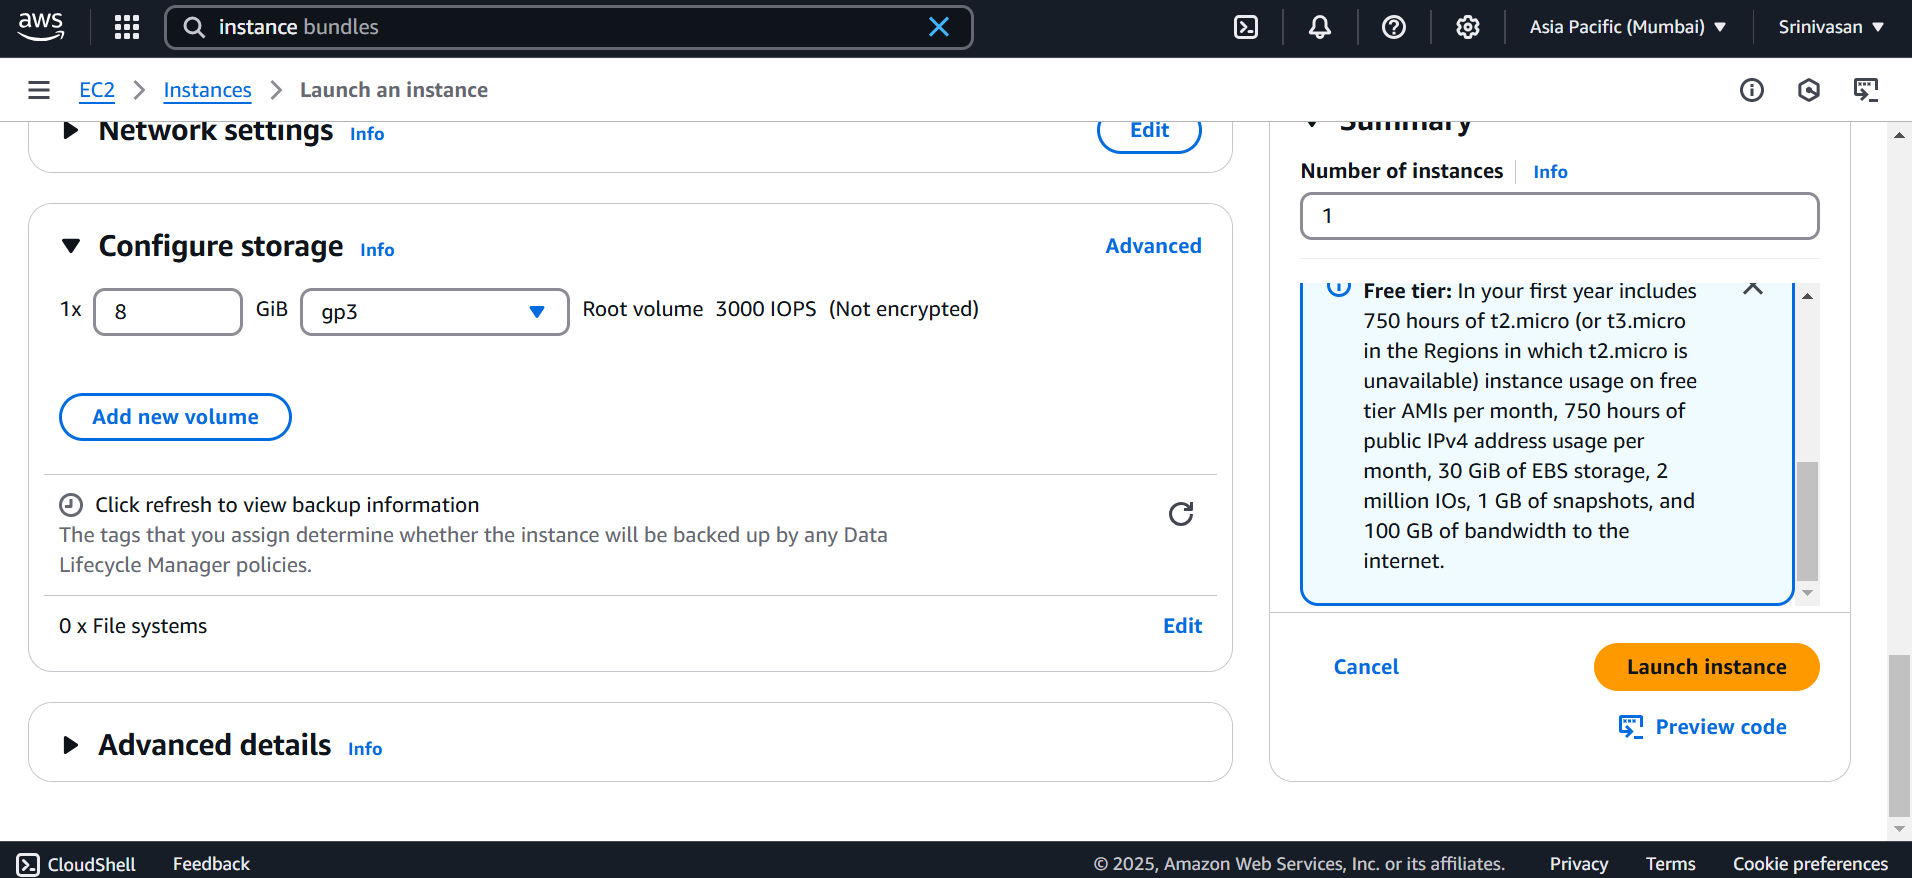 aws
instance bundles
Asia Pacific (Mumbai)
Srinivasan
EC2
Instances
Launch an instance
Network settings Info
Edit
Configure storage Info
Advanced
1x 8 GiB gp3 Root volume 3000 IOPS (Not encrypted)
Add new volume
Click refresh to view backup information
The tags that you assign determine whether the instance will be backed up by any Data
Lifecycle Manager policies.
0 x File systems
Edit
Advanced details Info
Summary
Number of instances Info
1
Free tier: In your first year includes
750 hours of t2.micro (or t3.micro
in the Regions in which t2.micro is
unavailable) instance usage on free
tier AMIs per month, 750 hours of
public IPv4 address usage per
month, 30 GiB of EBS storage, 2
million IOs, 1 GB of snapshots, and
100 GB of bandwidth to the
internet.
Cancel
Launch instance
Preview code
CloudShell
Feedback
© 2025, Amazon Web Services, Inc. or its affiliates.
Privacy
Terms
Cookie preferences